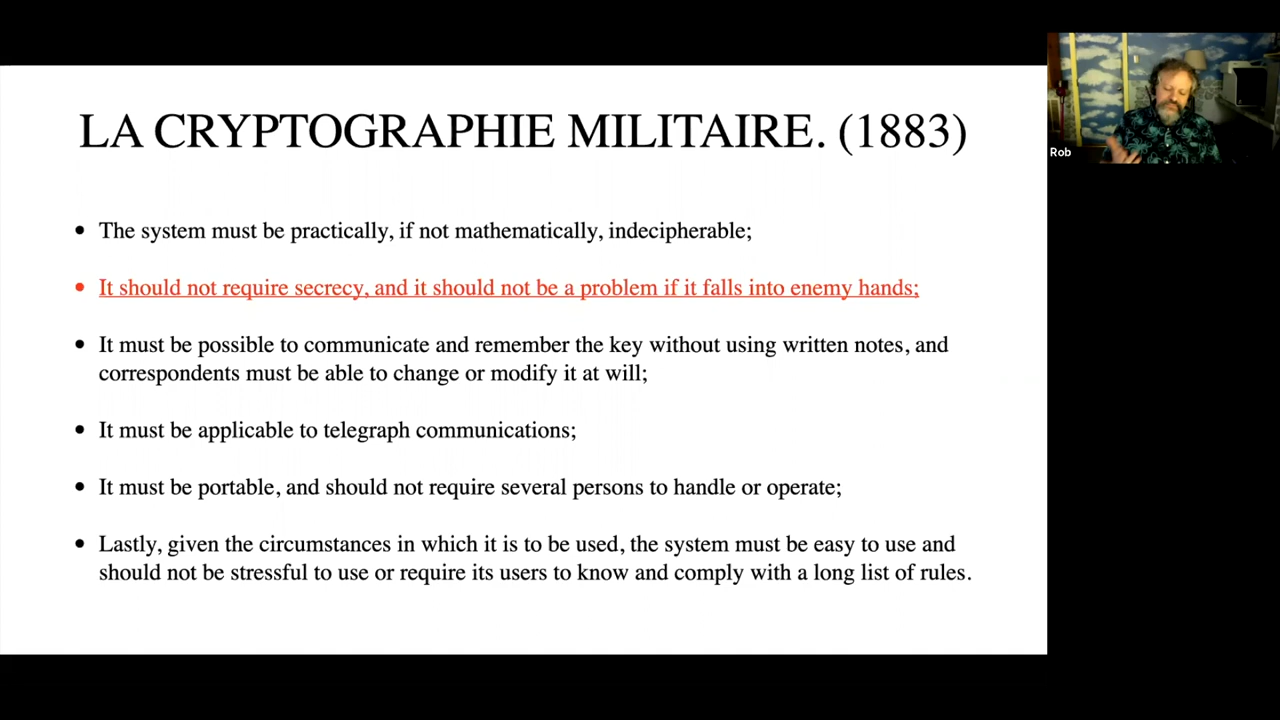 LA CRYPTOGRAPHIE MILITAIRE. (1883)
• The system must be practically, if not mathematically, indecipherable;
• It should not require secrecy, and it should not be a problem if it falls into enemy hands;
• It must be possible to communicate and remember the key without using written notes, and
correspondents must be able to change or modify it at will;
• It must be applicable to telegraph communications;
• It must be portable, and should not require several persons to handle or operate;
• Lastly, given the circumstances in which it is to be used, the system must be easy to use and
should not be stressful to use or require its users to know and comply with a long list of rules.
Rob